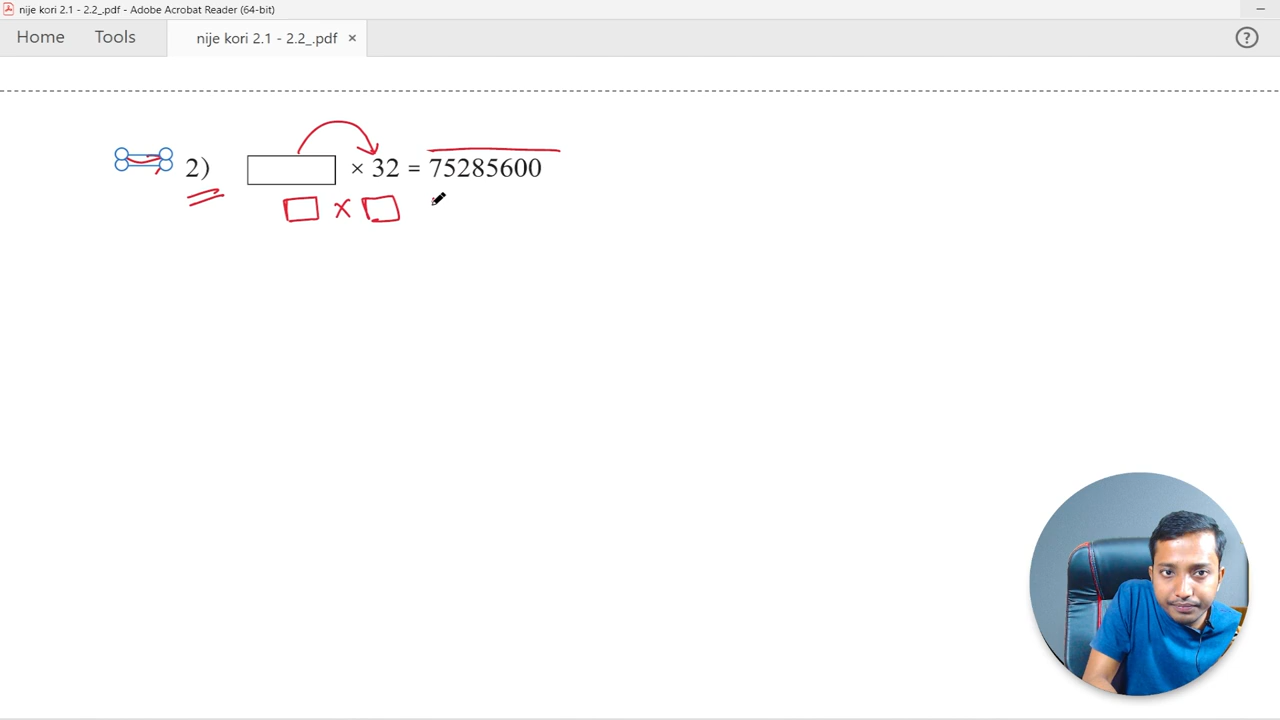 nije kori 2.1 - 2.2_.pdf - Adobe Acrobat Reader (64-bit)
Home Tools nije kori 2.1 - 2.2_.pdf × ?
2) × 32 = 75285600
□ × □